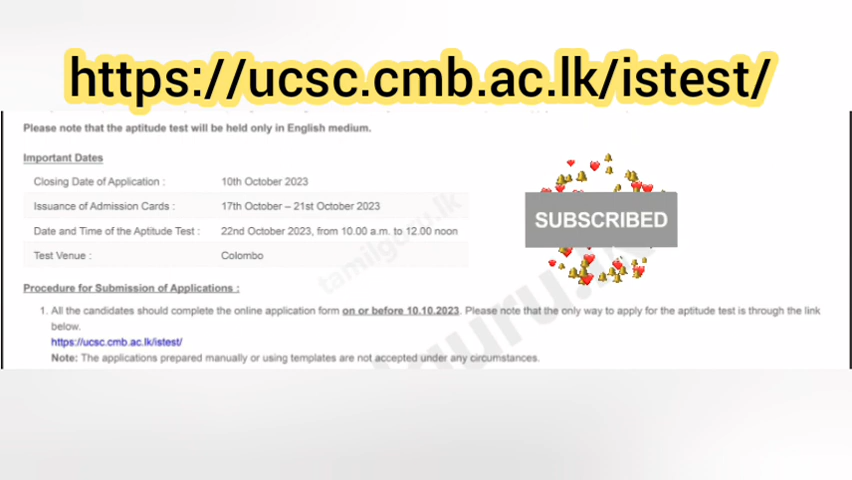 https://ucsc.cmb.ac.lk/istest/
Please note that the aptitude test will be held only in English medium.
Important Dates
Closing Date of Application : 10th October 2023
Issuance of Admission Cards : 17th October – 21st October 2023
Date and Time of the Aptitude Test : 22nd October 2023, from 10.00 a.m. to 12.00 noon
Test Venue : Colombo
SUBSCRIBED
tamilguru.lk
Procedure for Submission of Applications :
1. All the candidates should complete the online application form on or before 10.10.2023. Please note that the only way to apply for the aptitude test is through the link
below.
https://ucsc.cmb.ac.lk/istest/
Note: The applications prepared manually or using templates are not accepted under any circumstances.